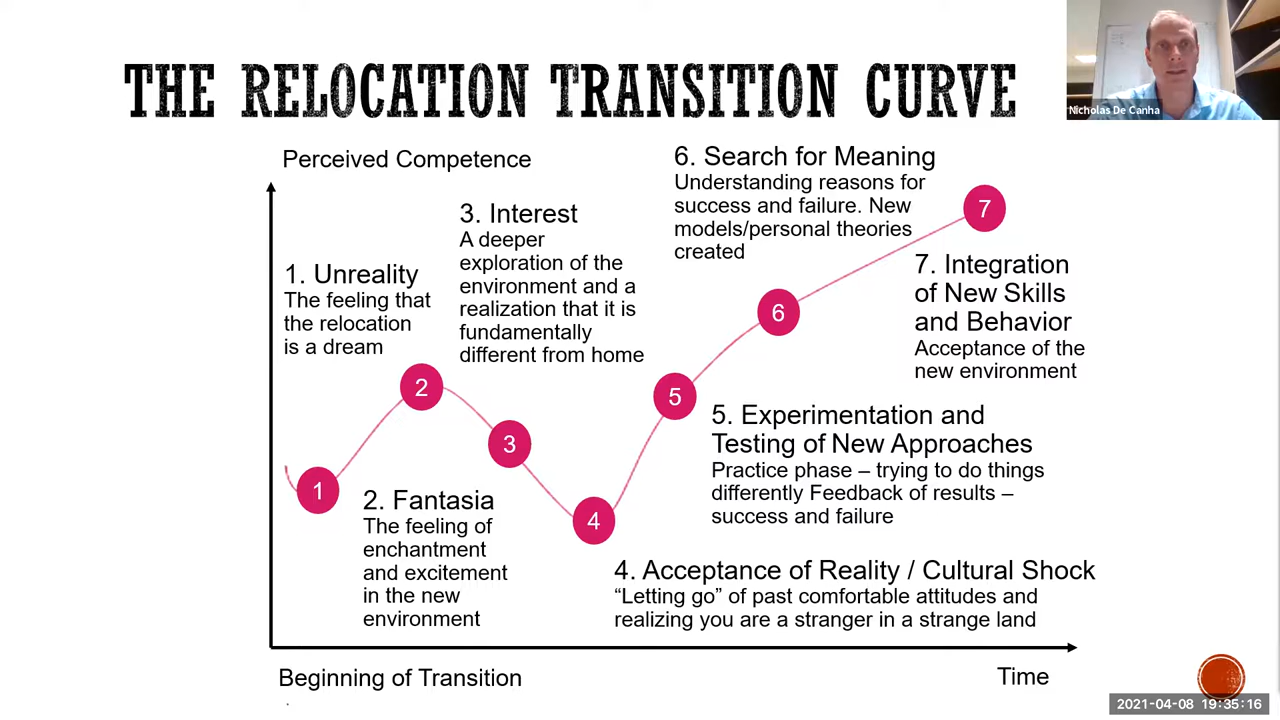 THE RELOCATION TRANSITION CURVE
Nicholas De Canha
Perceived Competence
6. Search for Meaning
Understanding reasons for
success and failure. New
models/personal theories
created
7
3. Interest
A deeper
exploration of the
environment and a
realization that it is
fundamentally
different from home
1. Unreality
The feeling that
the relocation
is a dream
7. Integration
of New Skills
and Behavior
Acceptance of the
new environment
6
2
5
3
1
4
5. Experimentation and
Testing of New Approaches
Practice phase – trying to do things
differently Feedback of results –
success and failure
2. Fantasia
The feeling of
enchantment
and excitement
in the new
environment
4. Acceptance of Reality / Cultural Shock
“Letting go” of past comfortable attitudes and
realizing you are a stranger in a strange land
Beginning of Transition
Time
2021-04-08 19:35:16